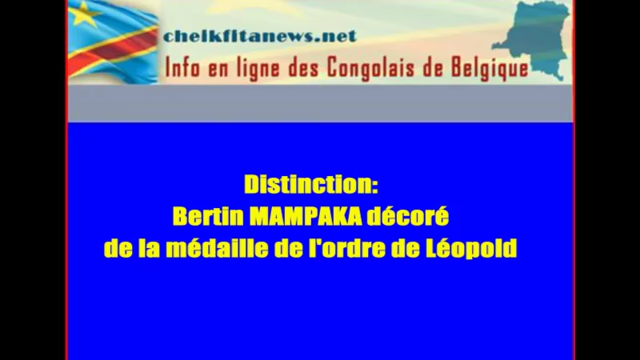 cheikfitanews.net
Info en ligne des Congolais de Belgique
Distinction:
Bertin MAMPAKA décoré
de la médaille de l'ordre de Léopold